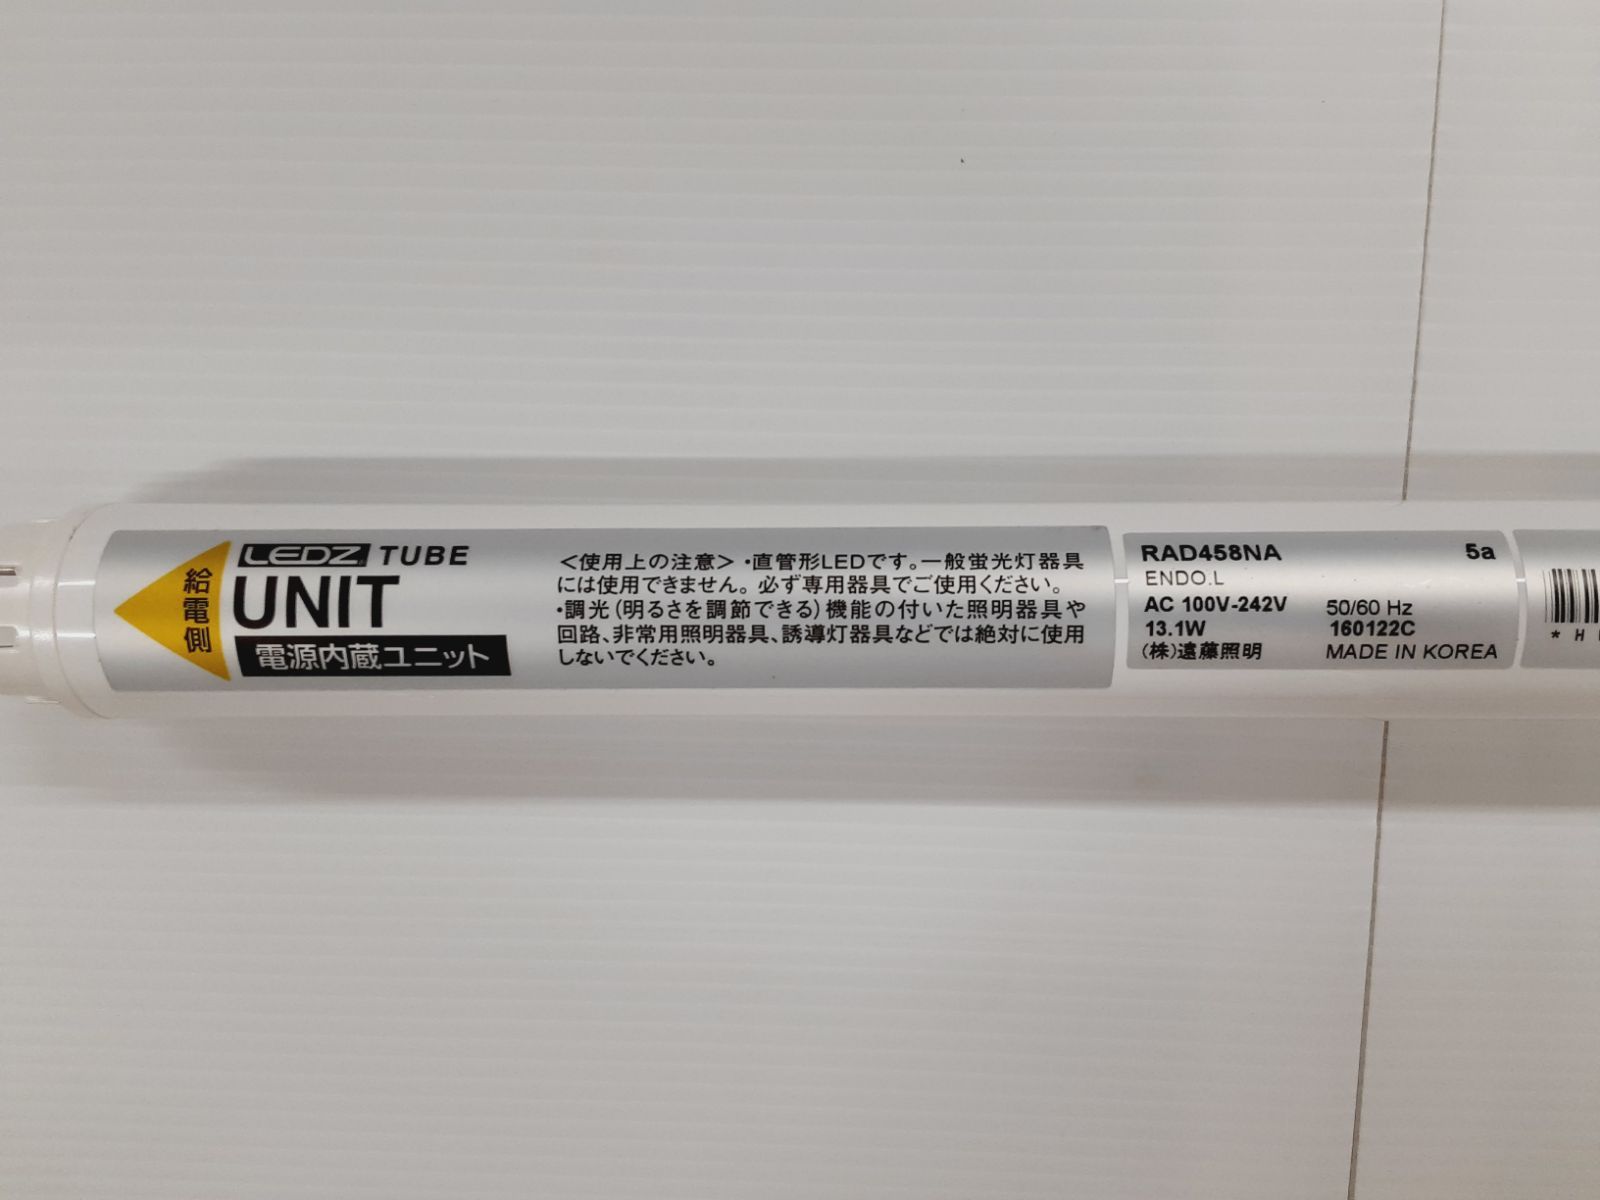 給電側
LEDZ TUBE
UNIT
電源内蔵ユニット
<使用上の注意>・直管形LEDです。一般蛍光灯器具
には使用できません。必ず専用器具でご使用ください。
・調光(明るさを調節できる)機能の付いた照明器具や
回路、非常用照明器具、誘導灯器具などでは絶対に使用
しないでください。
RAD458NA 5a
ENDO.L
AC 100V-242V 50/60 Hz
13.1W 160122C
(株)遠藤照明 MADE IN KOREA
* H